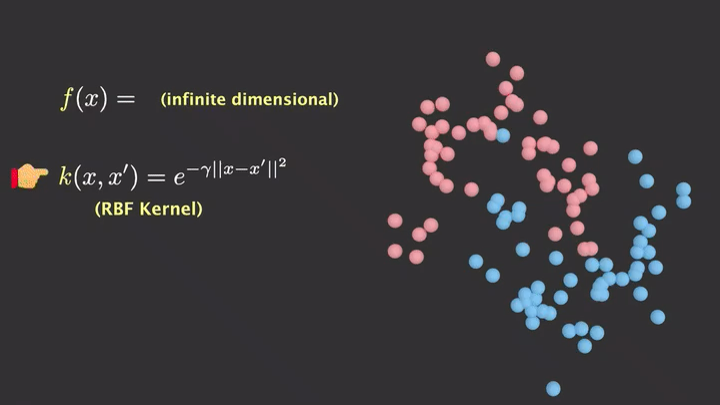 f(x) = (infinite dimensional)
k(x, x′) = e^{−γ||x−x′||²}
(RBF Kernel)